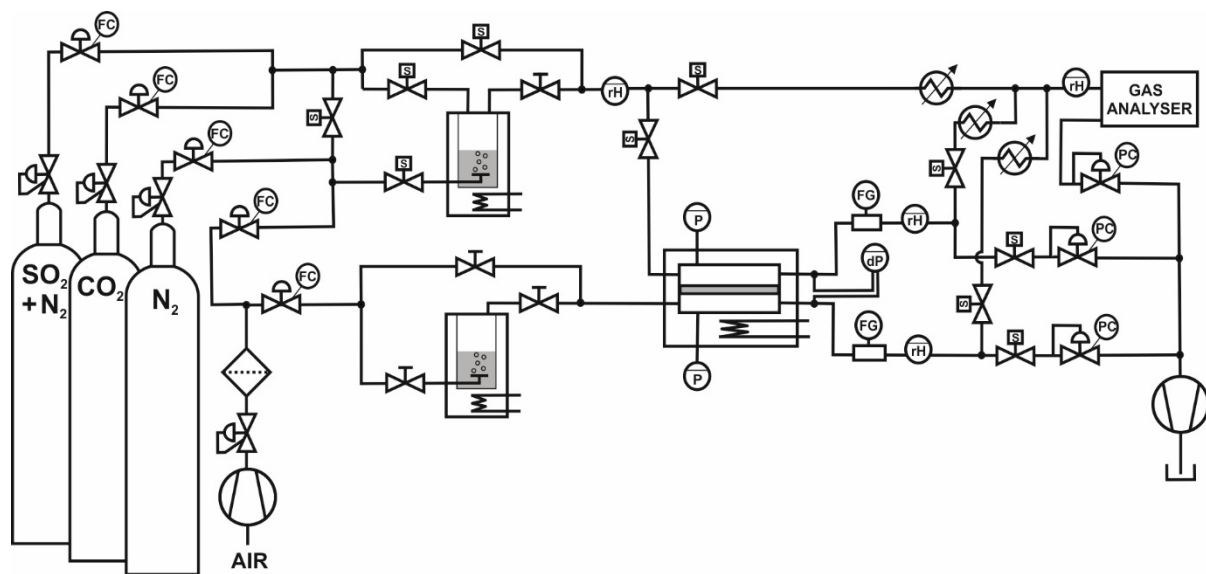 FC
FC
FC
FC
FC
S
S
S
S
S
S
S
S
S
S
rH
rH
rH
rH
GAS
ANALYSER
PC
PC
PC
FG
FG
P
P
dP
SO₂
+ N₂
CO₂
N₂
AIR